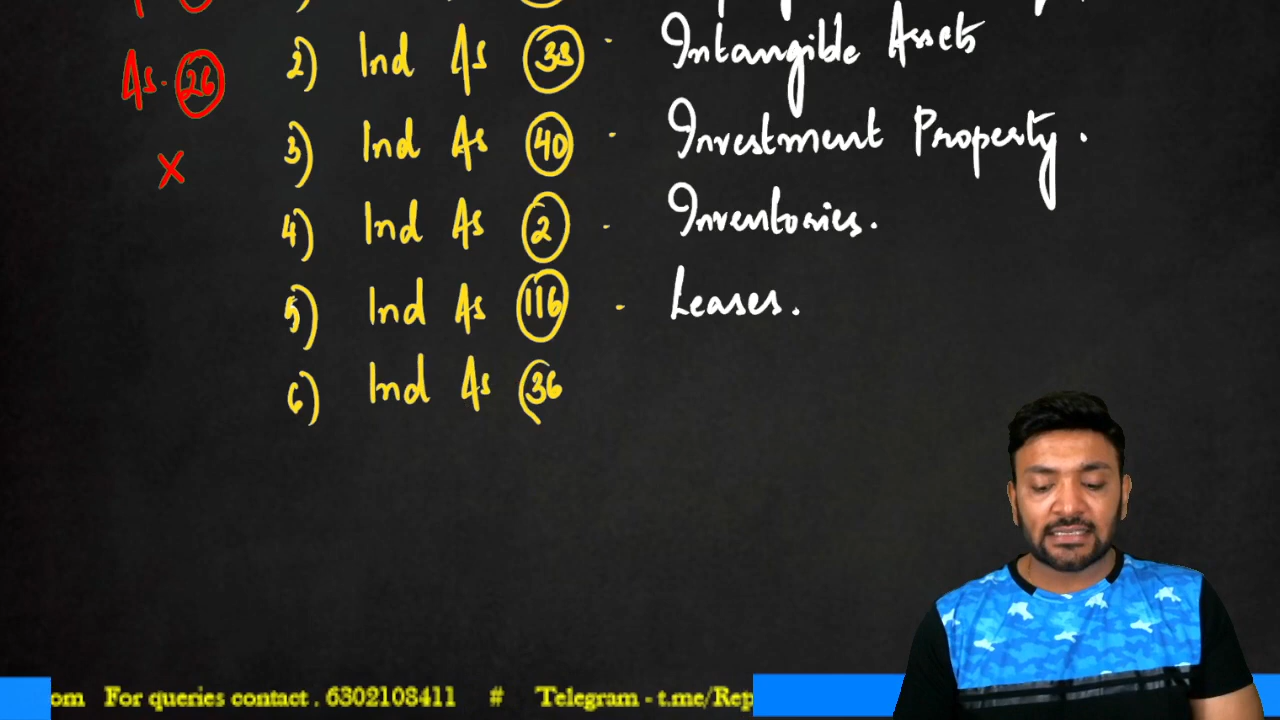 2) Ind As 38 - Intangible Assets
As. 26
3) Ind As 40 - Investment Property.
X
4) Ind As 2 - Inventories.
5) Ind As 116 - Leases.
6) Ind As 36
om For queries contact . 6302108411 # Telegram - t.me/Rep